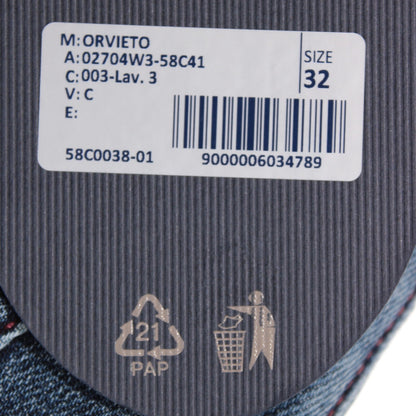 M: ORVIETO
A: 02704W3-58C41
C: 003-Lav. 3
V: C
E:
SIZE
32
58C0038-01
9000006034789
21
PAP